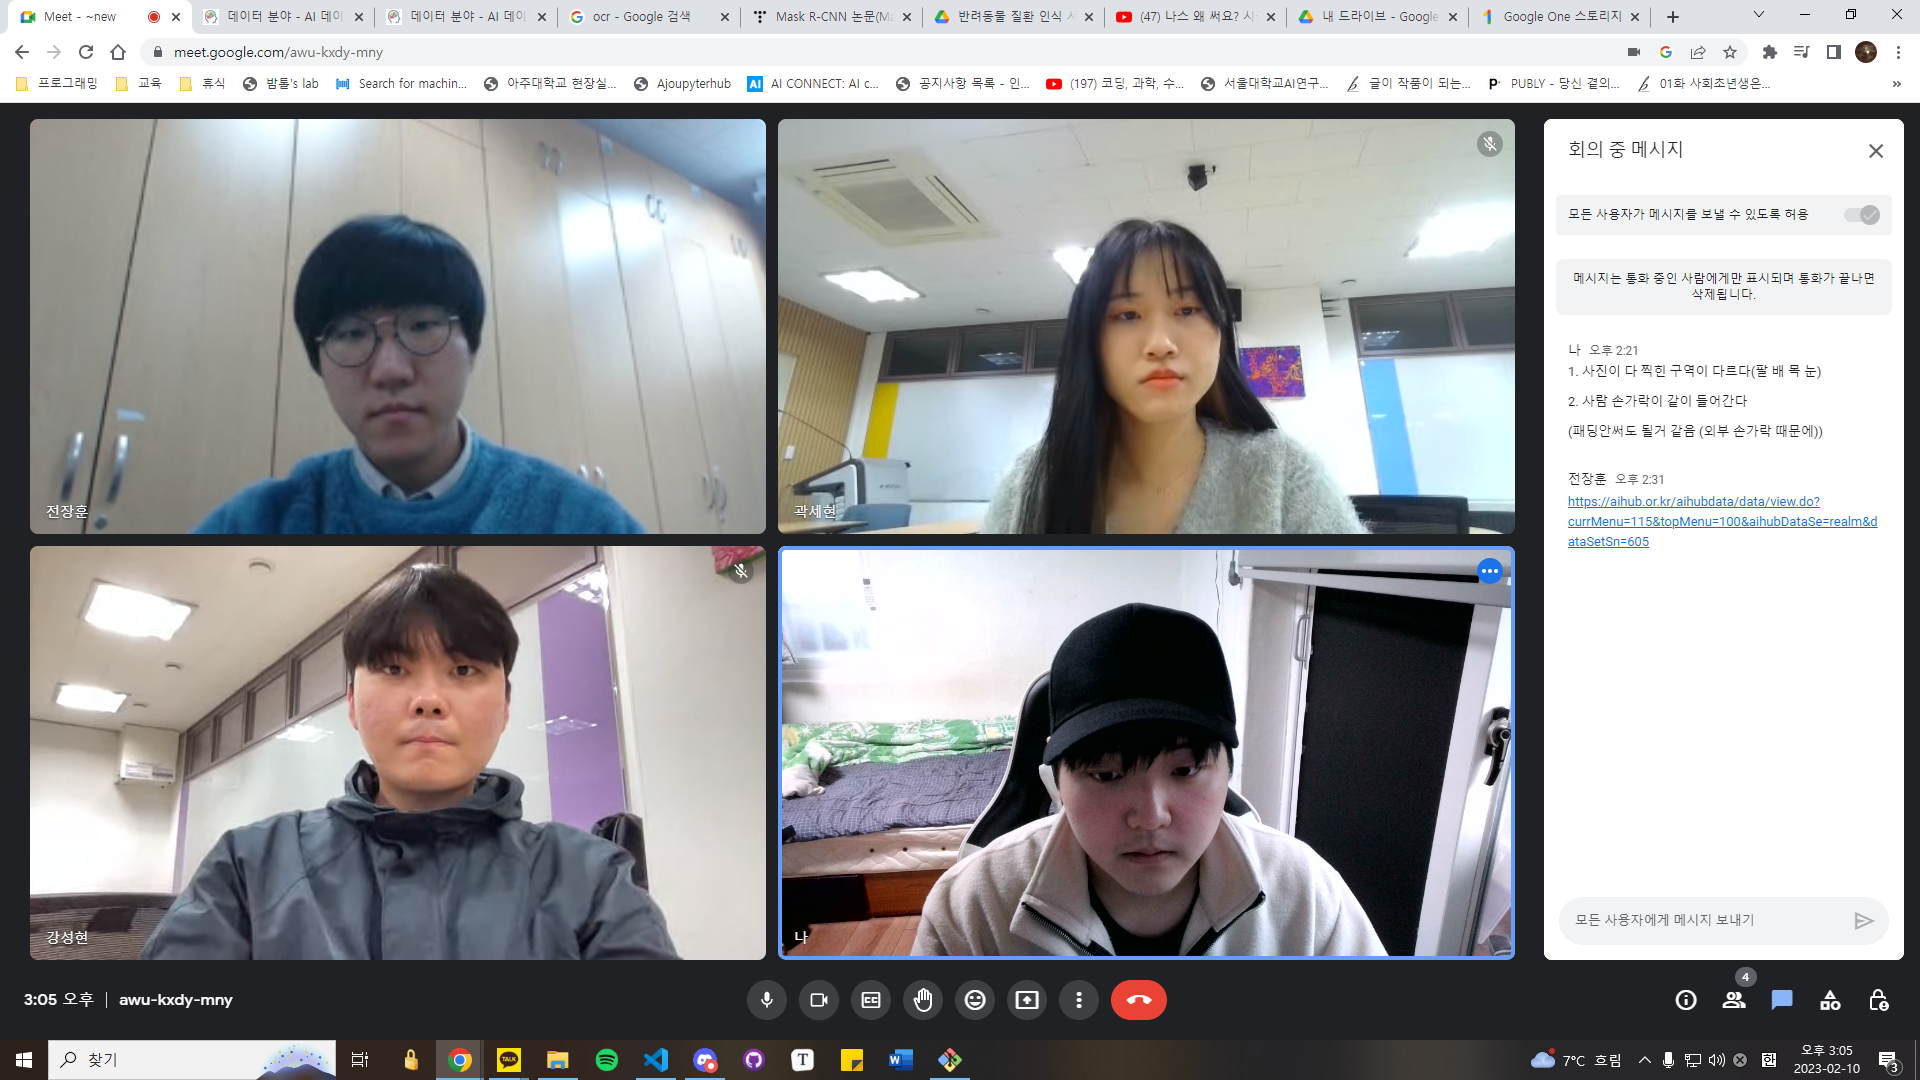 Meet - ~new
데이터 분야 - AI 데이
데이터 분야 - AI 데이
ocr - Google 검색
Mask R-CNN 논문(Ma
반려동물 질환 인식 시
(47) 나스 왜 써요? 시
내 드라이브 - Google
Google One 스토리지
meet.google.com/awu-kxdy-mny
프로그래밍
교육
휴식
밤톨's lab
Search for machin...
아주대학교 현장실...
Ajoupyterhub
AI CONNECT: AI c...
공지사항 목록 - 인...
(197) 코딩, 과학, 수...
서울대학교AI연구...
글이 작품이 되는...
PUBLY - 당신 곁의...
01화 사회초년생은...
»
전장훈
곽세현
강성현
나
회의 중 메시지
모든 사용자가 메시지를 보낼 수 있도록 허용
메시지는 통화 중인 사람에게만 표시되며 통화가 끝나면
삭제됩니다.
나 오후 2:21
1. 사진이 다 찍힌 구역이 다르다(팔 배 목 눈)
2. 사람 손가락이 같이 들어간다
(패딩안써도 될거 같음 (외부 손가락 때문에))
전장훈 오후 2:31
https://aihub.or.kr/aihubdata/data/view.do?
currMenu=115&topMenu=100&aihubDataSe=realm&d
ataSetSn=605
모든 사용자에게 메시지 보내기
3:05 오후 | awu-kxdy-mny
4
찾기
TALK
T
7°C 흐림
한
오후 3:05
2023-02-10
3